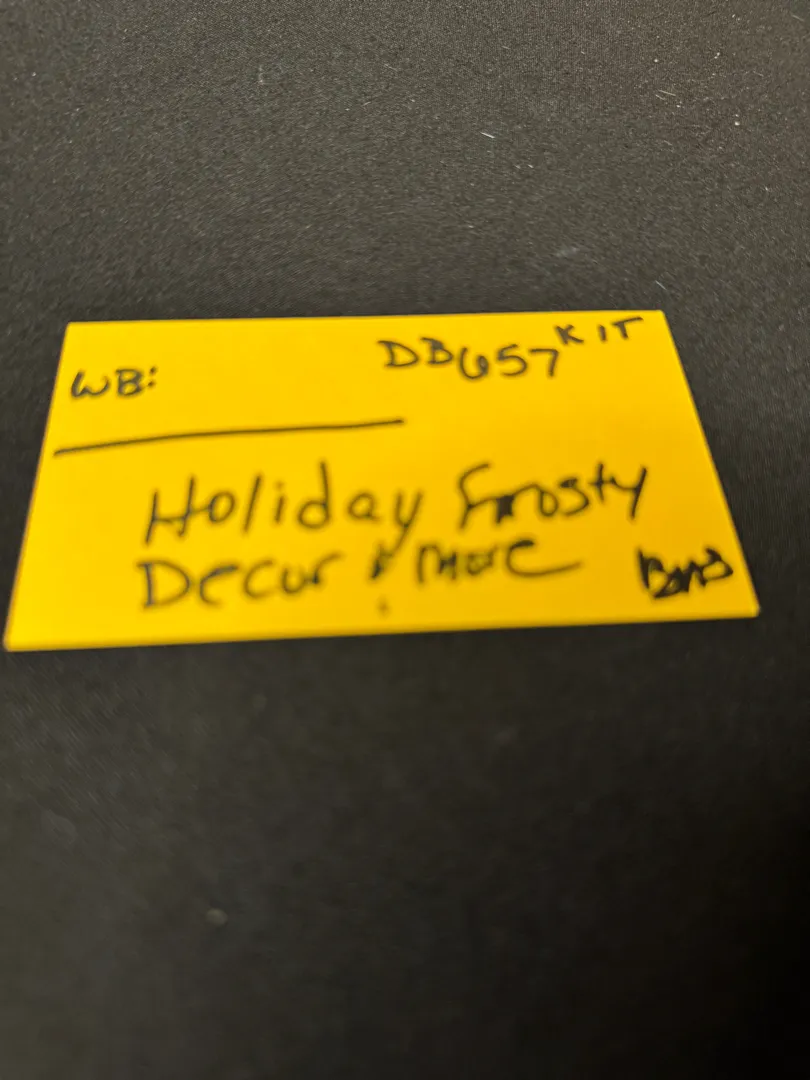 WB: DB657 KIT
Holiday Frosty
Decor & more